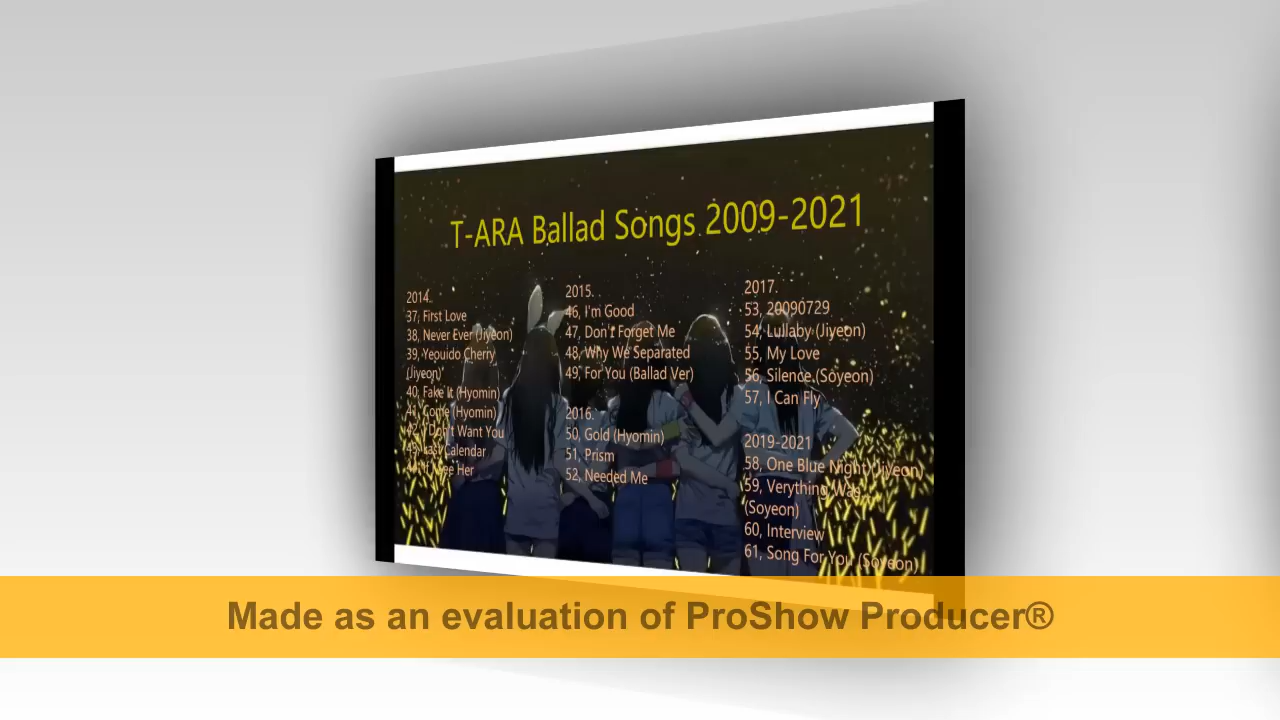 T-ARA Ballad Songs 2009-2021
2014.
37, First Love
38, Never Ever (Jiyeon)
39, Yeouido Cherry
(Jiyeon)
40, Fake It (Hyomin)
41, Come (Hyomin)
42, I Don't Want You
43, Last Calendar
See Her
2015.
46, I'm Good
47, Don't Forget Me
48, Why We Separated
49, For You (Ballad Ver)
2016.
50, Gold (Hyomin)
51, Prism
52, Needed Me
2017.
53, 20090729
54, Lullaby (Jiyeon)
55, My Love
56, Silence (Soyeon)
57, I Can Fly
2019-2021
58, One Blue Night (Jiyeon)
59, Verything Was
(Soyeon)
60, Interview
61, Song For You (Soyeon)
Made as an evaluation of ProShow Producer®